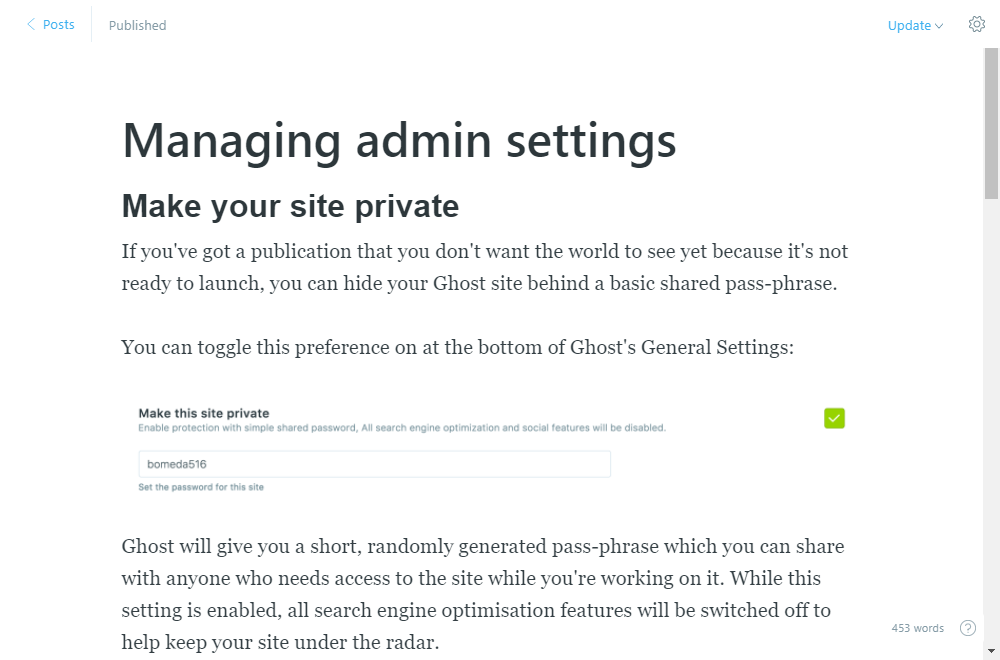 Posts
Published
Update
Managing admin settings
Make your site private
If you've got a publication that you don't want the world to see yet because it's not
ready to launch, you can hide your Ghost site behind a basic shared pass-phrase.
You can toggle this preference on at the bottom of Ghost's General Settings:
Make this site private
Enable protection with simple shared password, All search engine optimization and social features will be disabled.
bomeda516
Set the password for this site
Ghost will give you a short, randomly generated pass-phrase which you can share
with anyone who needs access to the site while you're working on it. While this
setting is enabled, all search engine optimisation features will be switched off to
help keep your site under the radar.
453 words
?